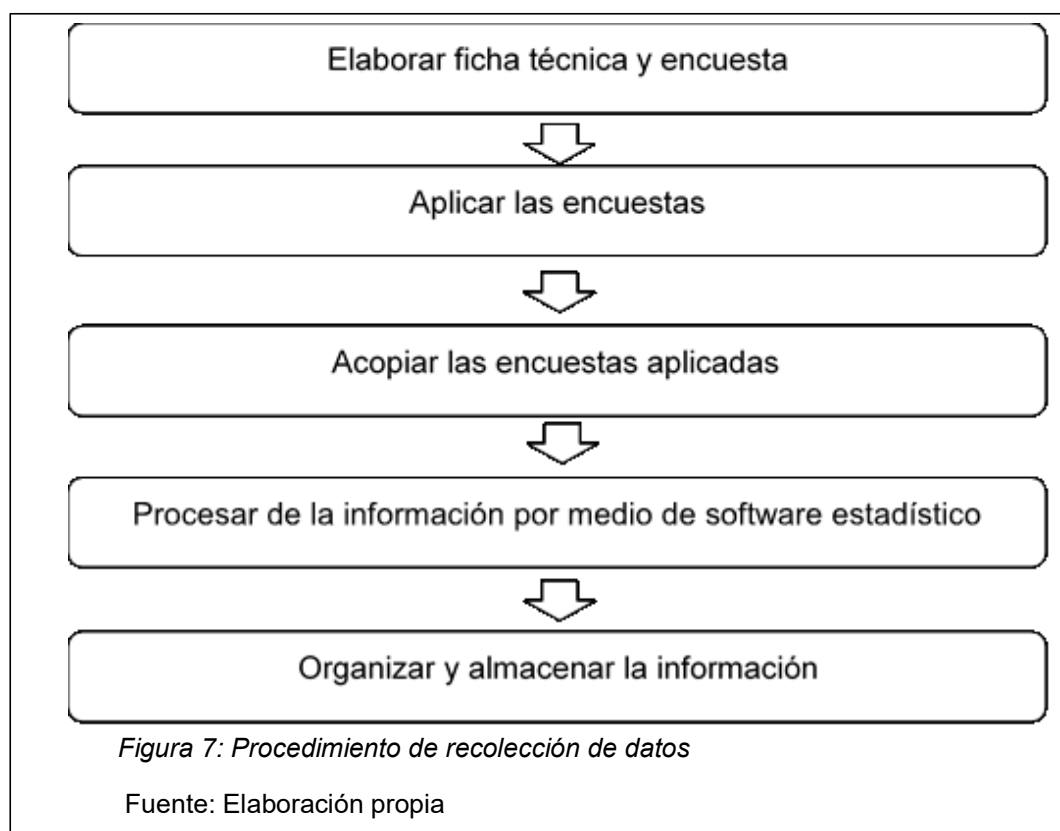 Elaborar ficha técnica y encuesta
Aplicar las encuestas
Acopiar las encuestas aplicadas
Procesar de la información por medio de software estadístico
Organizar y almacenar la información
Figura 7: Procedimiento de recolección de datos
Fuente: Elaboración propia